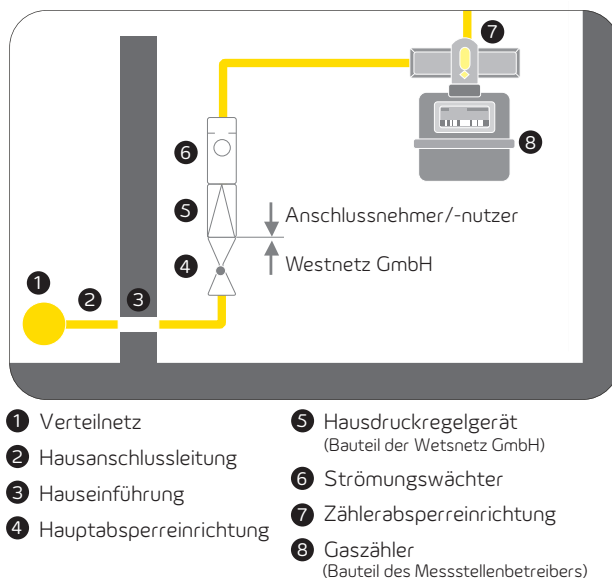 7
8
6
5
Anschlussnehmer/-nutzer
4
Westnetz GmbH
1
2
3
1 Verteilnetz
2 Hausanschlussleitung
3 Hauseinführung
4 Hauptabsperreinrichtung
5 Hausdruckregelgerät
(Bauteil der Wetsnetz GmbH)
6 Strömungswächter
7 Zählerabsperreinrichtung
8 Gaszähler
(Bauteil des Messstellenbetreibers)